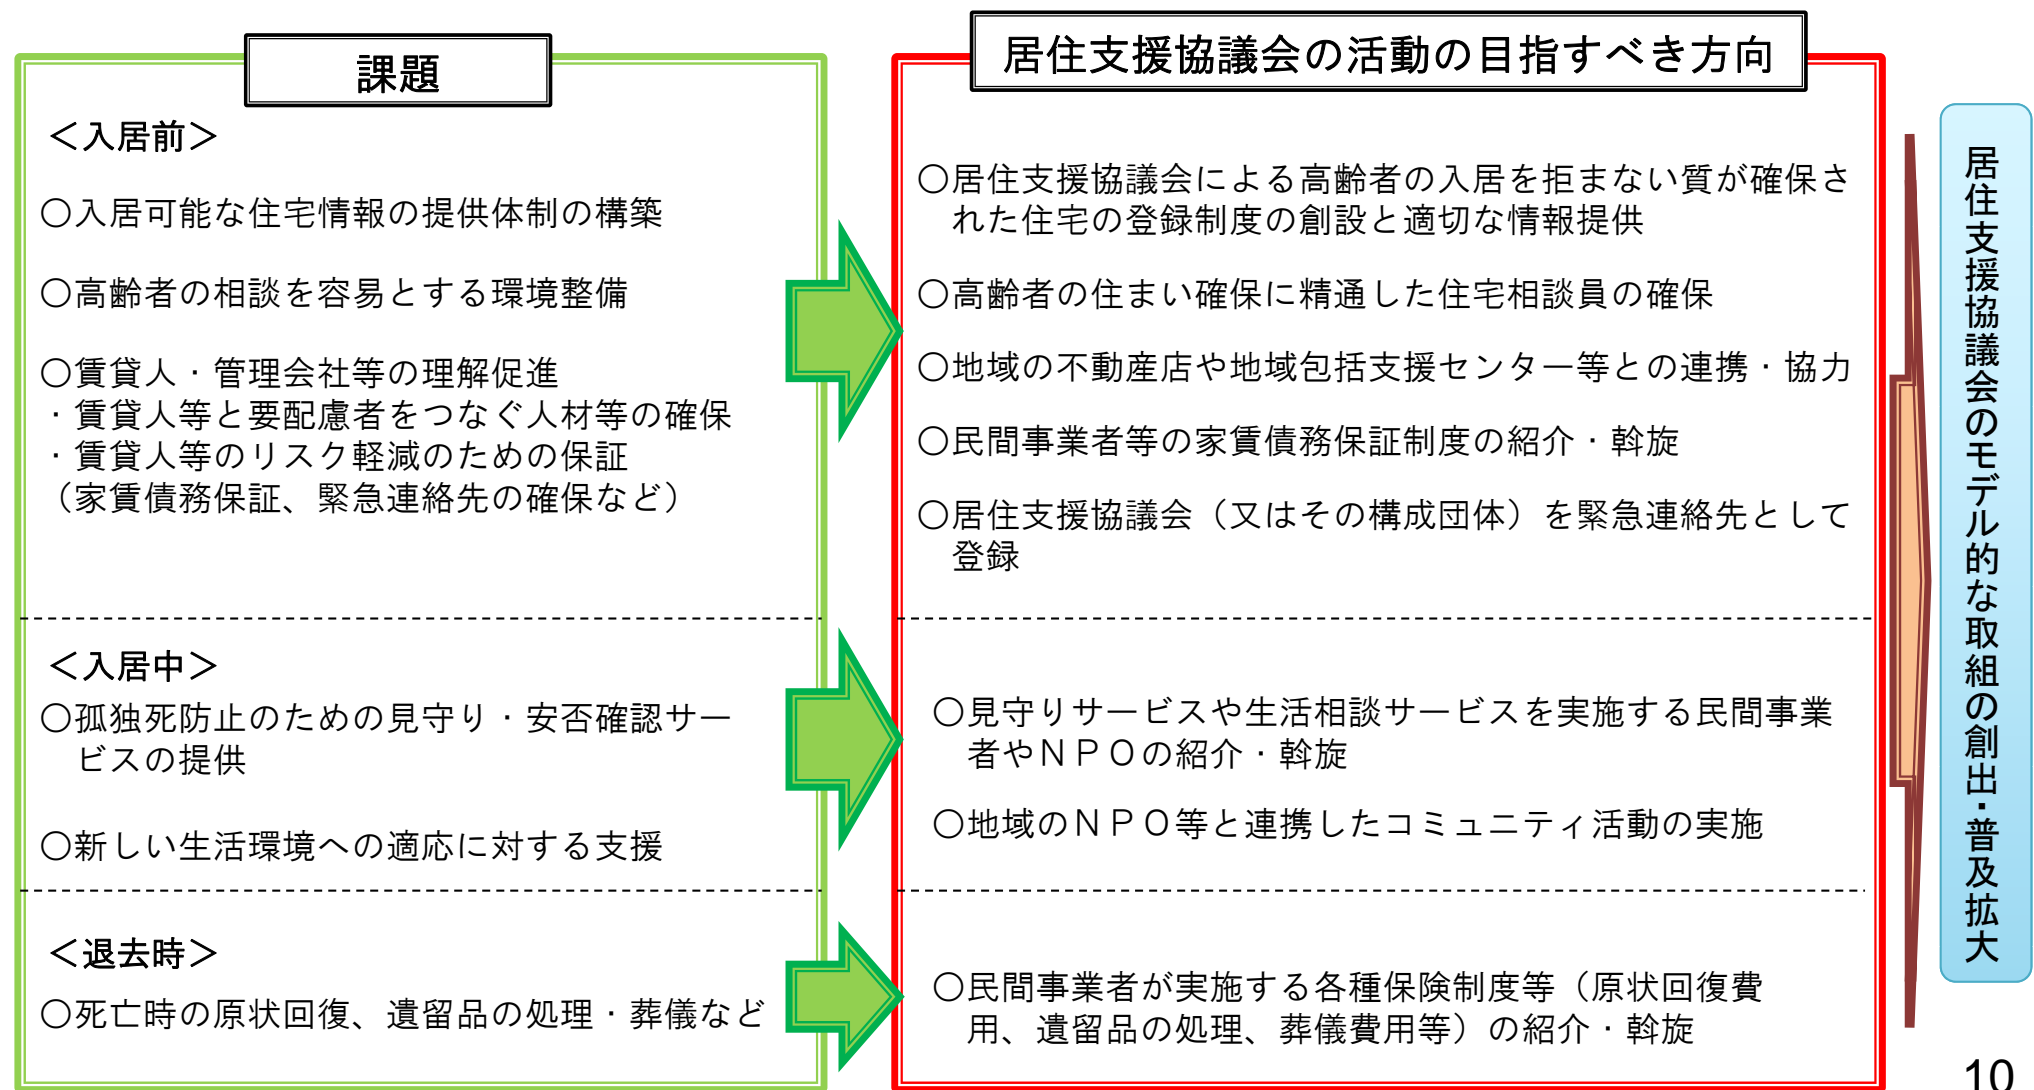 課題
＜入居前＞
○入居可能な住宅情報の提供体制の構築
○高齢者の相談を容易とする環境整備
○賃貸人・管理会社等の理解促進
・賃貸人等と要配慮者をつなぐ人材等の確保
・賃貸人等のリスク軽減のための保証
（家賃債務保証、緊急連絡先の確保など）
＜入居中＞
○孤独死防止のための見守り・安否確認サー
ビスの提供
○新しい生活環境への適応に対する支援
＜退去時＞
○死亡時の原状回復、遺留品の処理・葬儀など
居住支援協議会の活動の目指すべき方向
○居住支援協議会による高齢者の入居を拒まない質が確保さ
れた住宅の登録制度の創設と適切な情報提供
○高齢者の住まい確保に精通した住宅相談員の確保
○地域の不動産店や地域包括支援センター等との連携・協力
○民間事業者等の家賃債務保証制度の紹介・斡旋
○居住支援協議会（又はその構成団体）を緊急連絡先として
登録
○見守りサービスや生活相談サービスを実施する民間事業
者やＮＰＯの紹介・斡旋
○地域のＮＰＯ等と連携したコミュニティ活動の実施
○民間事業者が実施する各種保険制度等（原状回復費
用、遺留品の処理、葬儀費用等）の紹介・斡旋
居住支援協議会のモデル的な取組の創出・普及拡大
10